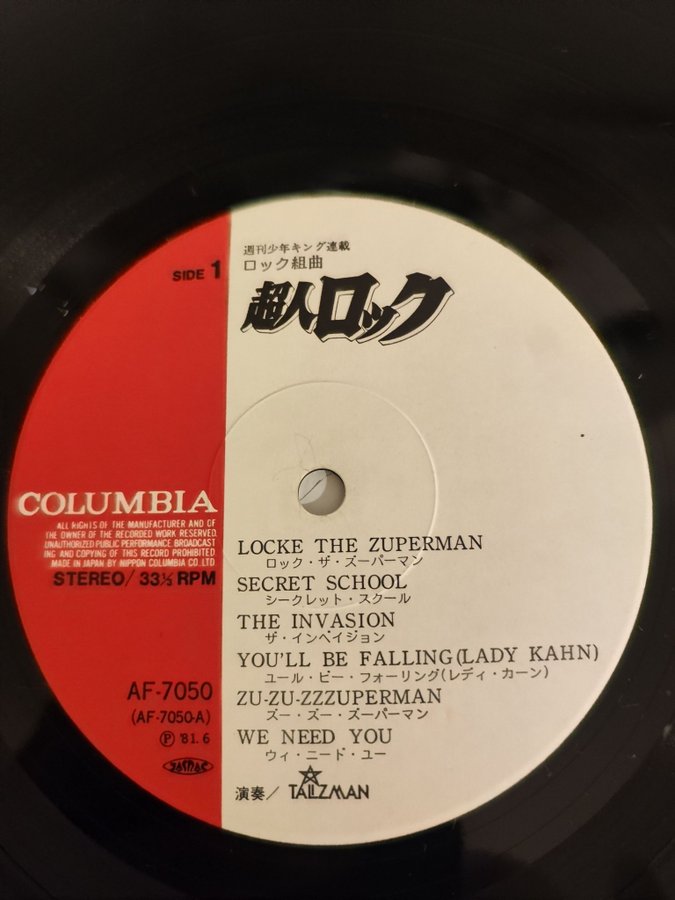 SIDE 1
週刊少年キング連載
ロック組曲
超人ロック
COLUMBIA
ALL RIGHTS OF THE MANUFACTURER AND OF
THE OWNER OF THE RECORDED WORK RESERVED.
UNAUTHORIZED PUBLIC PERFORMANCE BROADCAST
ING AND COPYING OF THIS RECORD PROHIBITED
MADE IN JAPAN BY NIPPON COLUMBIA CO.LTD
STEREO/33⅓ RPM
LOCKE THE ZUPERMAN
ロック・ザ・ズーパーマン
SECRET SCHOOL
シークレット・スクール
THE INVASION
ザ・インベイジョン
YOU'LL BE FALLING(LADY KAHN)
ユール・ビー・フォーリング(レディ・カーン)
ZU-ZU-ZZZUPERMAN
ズー・ズー・ズーパーマン
WE NEED YOU
ウィ・ニード・ユー
AF-7050
(AF-7050-A)
Ⓟ '81.6
JASRAC
演奏/ TALIZMAN